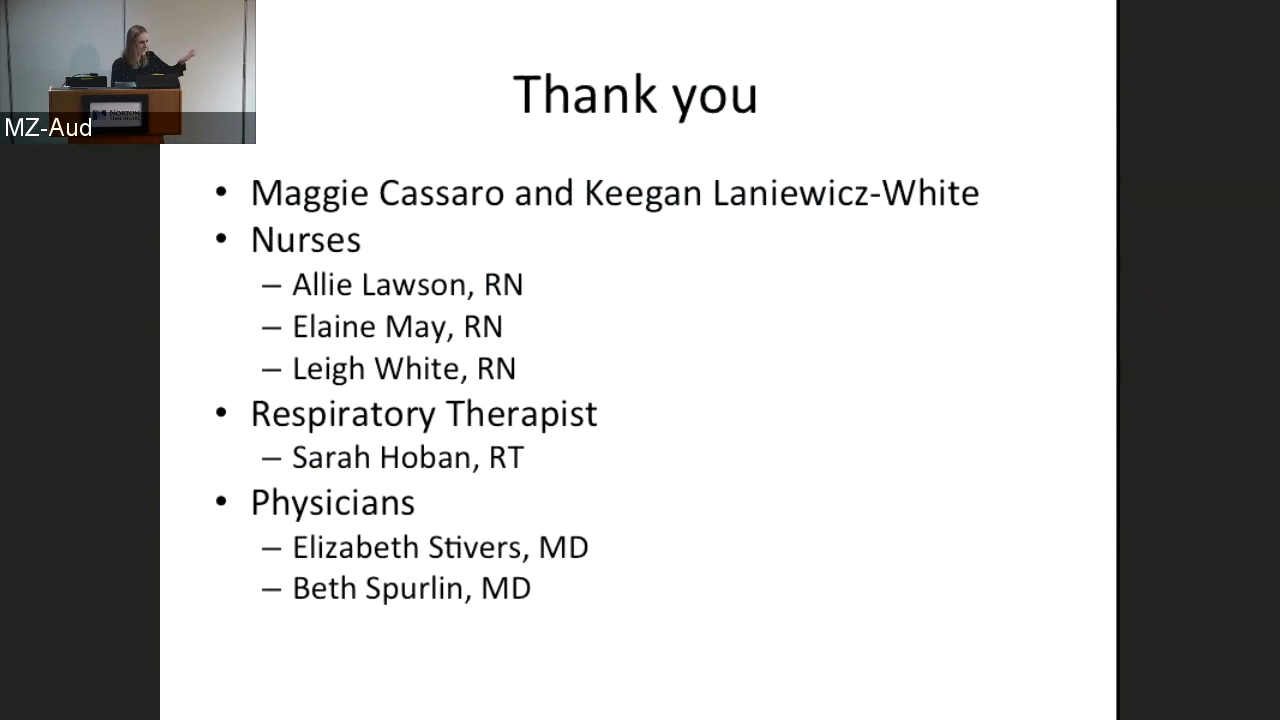 Thank you
MZ-Aud
NORTON
• Maggie Cassaro and Keegan Laniewicz-White
• Nurses
– Allie Lawson, RN
– Elaine May, RN
– Leigh White, RN
• Respiratory Therapist
– Sarah Hoban, RT
• Physicians
– Elizabeth Stivers, MD
– Beth Spurlin, MD